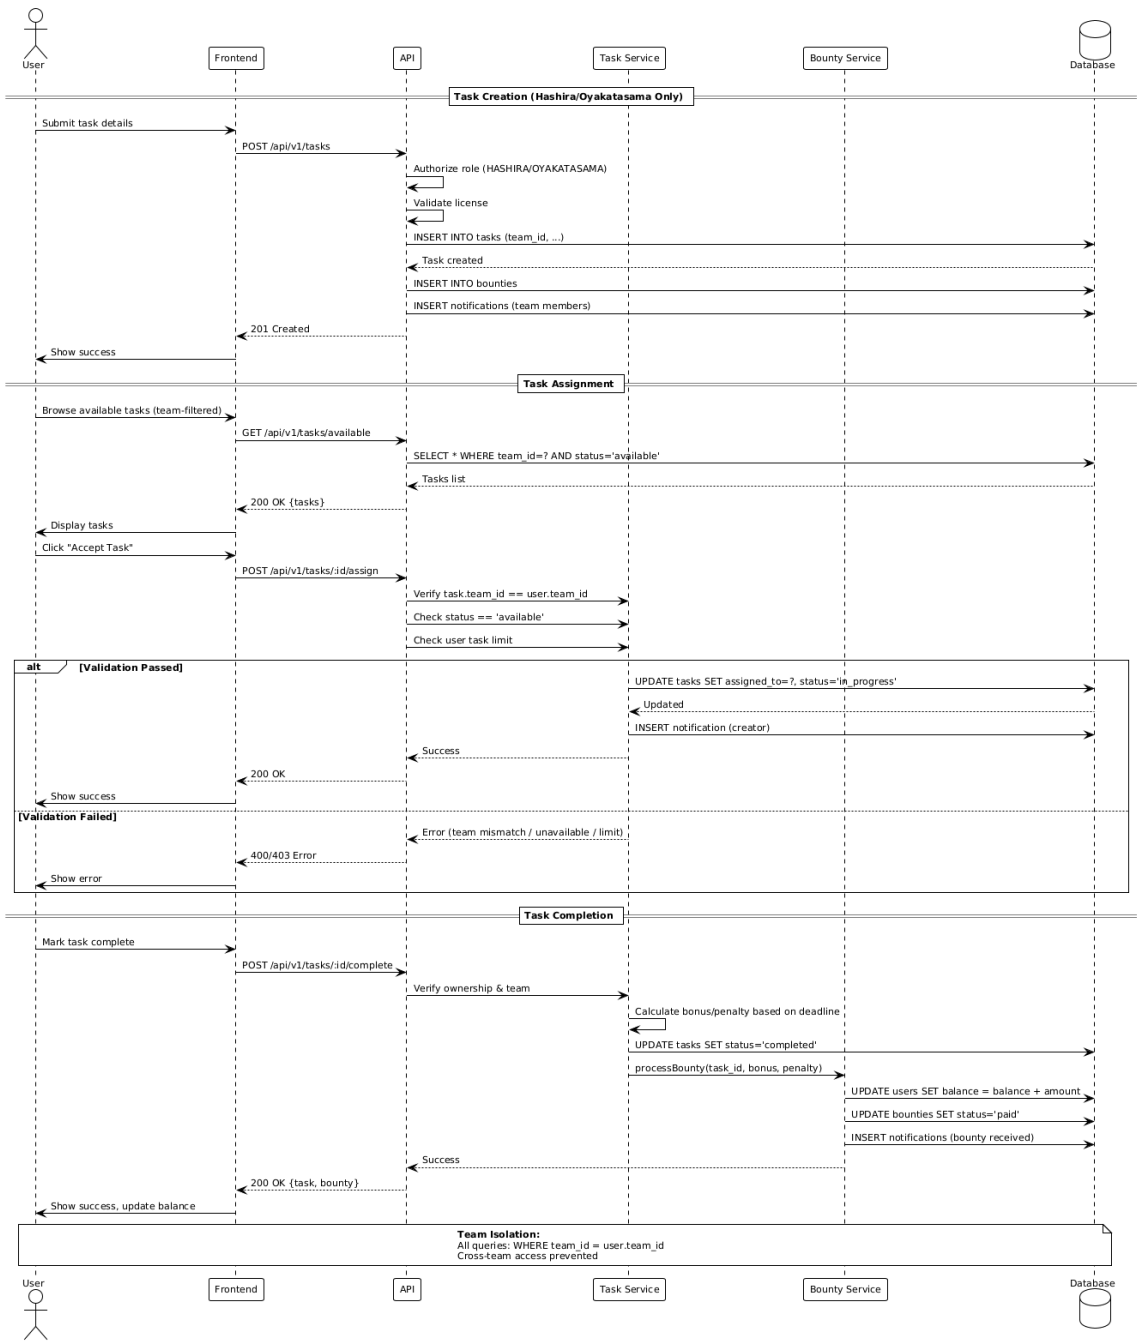 User
Frontend
API
Task Service
Bounty Service
Database
Task Creation (Hashira/Oyakatasama Only)
Submit task details
POST /api/v1/tasks
Authorize role (HASHIRA/OYAKATASAMA)
Validate license
INSERT INTO tasks (team_id, ...)
Task created
INSERT INTO bounties
INSERT notifications (team members)
201 Created
Show success
Task Assignment
Browse available tasks (team-filtered)
GET /api/v1/tasks/available
SELECT * WHERE team_id=? AND status='available'
Tasks list
200 OK {tasks}
Display tasks
Click "Accept Task"
POST /api/v1/tasks/:id/assign
Verify task.team_id == user.team_id
Check status == 'available'
Check user task limit
alt [Validation Passed]
UPDATE tasks SET assigned_to=?, status='in_progress'
Updated
INSERT notification (creator)
Success
200 OK
Show success
[Validation Failed]
Error (team mismatch / unavailable / limit)
400/403 Error
Show error
Task Completion
Mark task complete
POST /api/v1/tasks/:id/complete
Verify ownership & team
Calculate bonus/penalty based on deadline
UPDATE tasks SET status='completed'
processBounty(task_id, bonus, penalty)
UPDATE users SET balance = balance + amount
UPDATE bounties SET status='paid'
INSERT notifications (bounty received)
Success
200 OK {task, bounty}
Show success, update balance
Team Isolation:
All queries: WHERE team_id = user.team_id
Cross-team access prevented
User
Frontend
API
Task Service
Bounty Service
Database